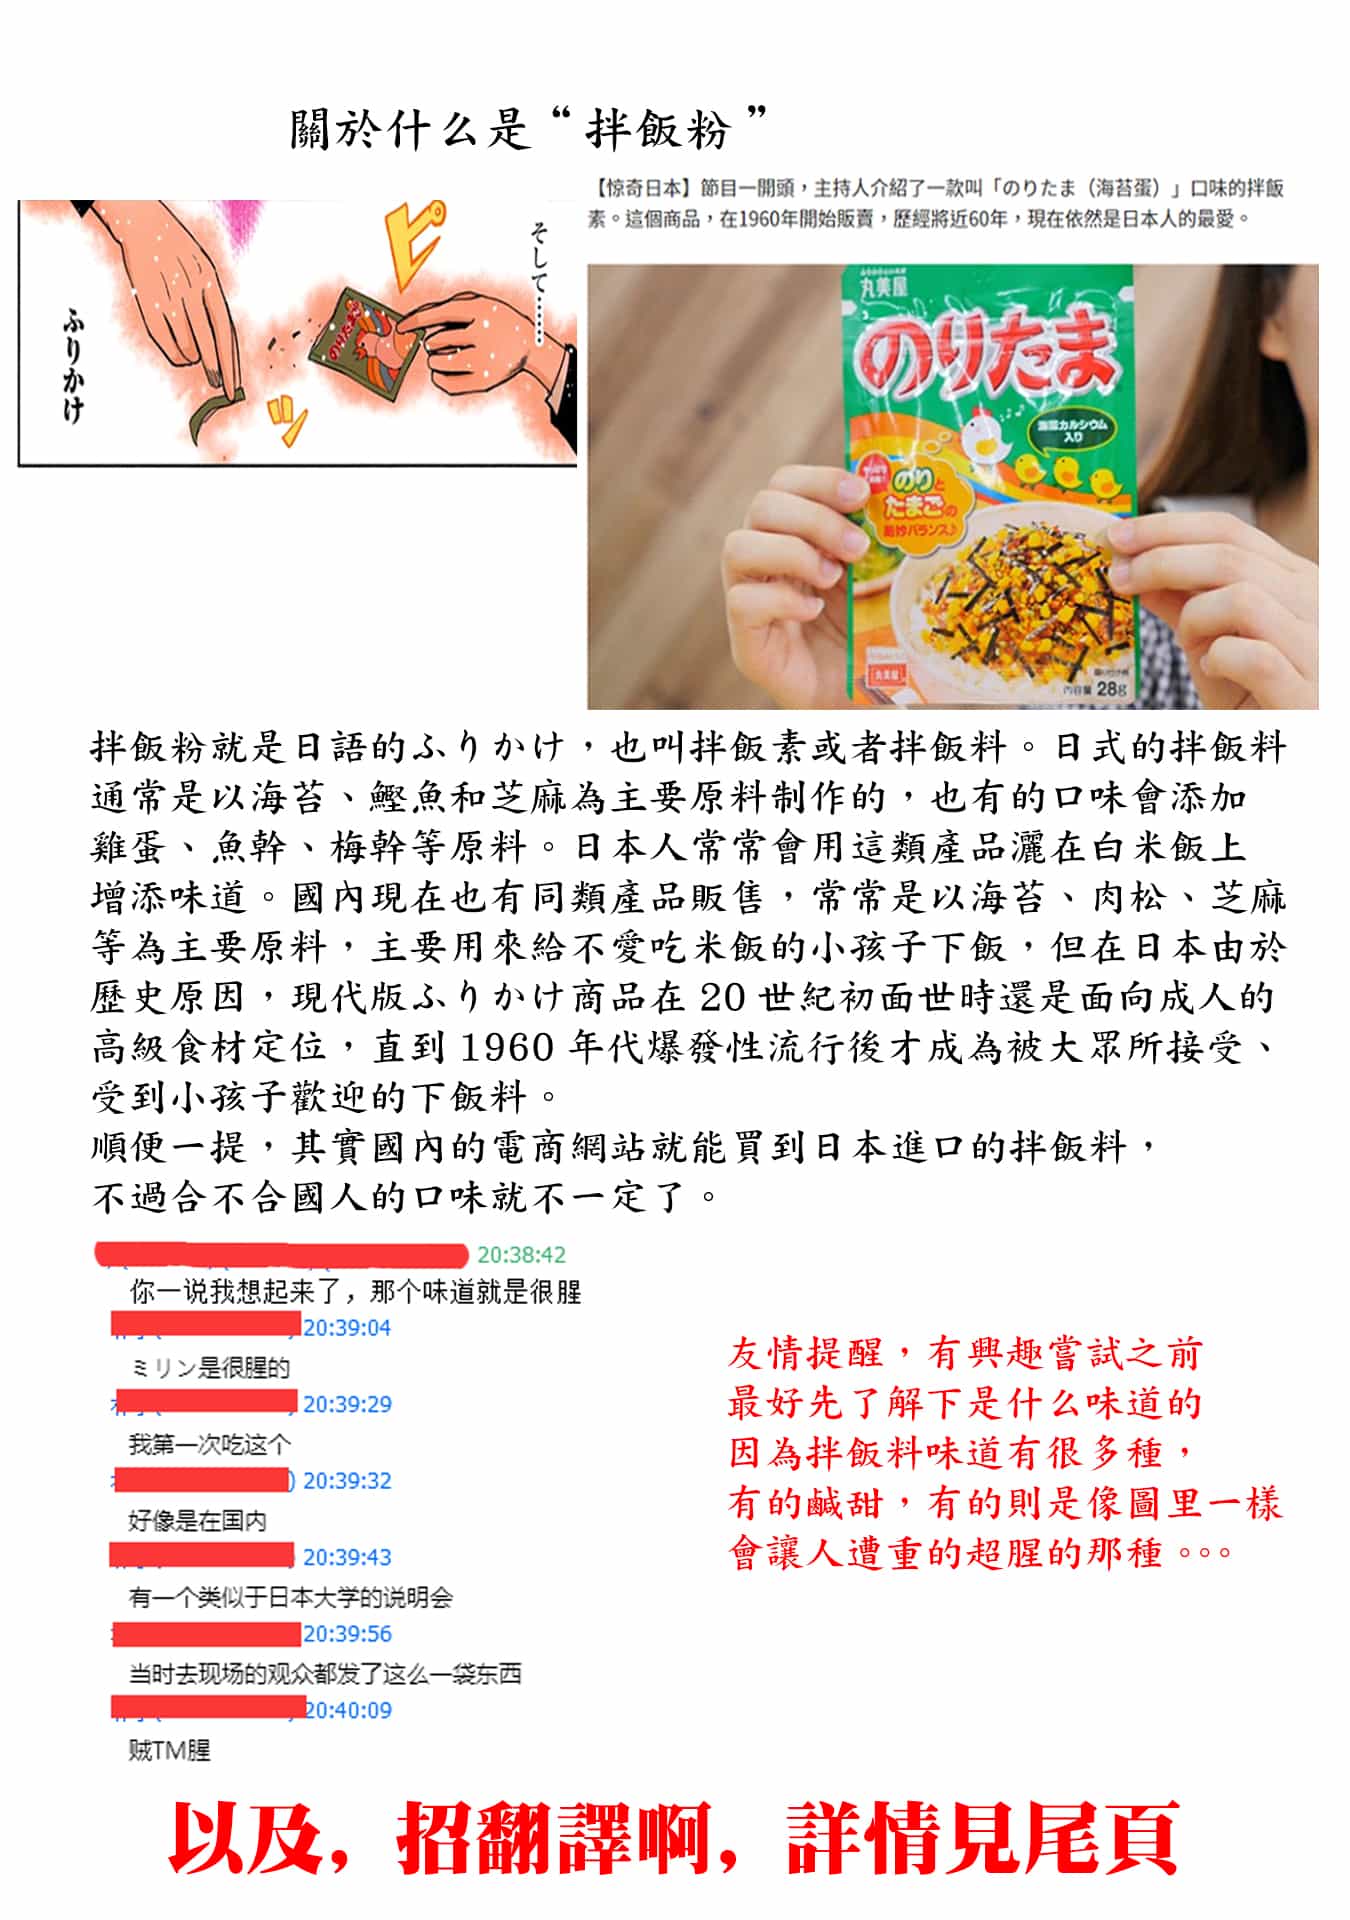 關於什么是“拌飯粉”
【惊奇日本】節目一開頭，主持人介紹了一款叫「のりたま（海苔蛋）」口味的拌飯
素。這個商品，在1960年開始販賣，歷經將近60年，現在依然是日本人的最愛。
そして……
ピ
ふりかけ
のりたま
ツ
丸美屋
のりたま
海藻カルシウム
入り
のりと
たまごの
絶妙バランス♪
丸美屋
内容量 28g
拌飯粉就是日語的ふりかけ，也叫拌飯素或者拌飯料。日式的拌飯料
通常是以海苔、鰹魚和芝麻為主要原料制作的，也有的口味會添加
雞蛋、魚幹、梅幹等原料。日本人常常會用這類產品灑在白米飯上
增添味道。國內現在也有同類產品販售，常常是以海苔、肉松、芝麻
等為主要原料，主要用來給不愛吃米飯的小孩子下飯，但在日本由於
歷史原因，現代版ふりかけ商品在 20 世紀初面世時還是面向成人的
高級食材定位，直到 1960 年代爆發性流行後才成為被大眾所接受、
受到小孩子歡迎的下飯料。
順便一提，其實國內的電商網站就能買到日本進口的拌飯料，
不過合不合國人的口味就不一定了。
20:38:42
你一说我想起来了，那个味道就是很腥
20:39:04
ミリン是很腥的
20:39:29
我第一次吃这个
20:39:32
好像是在国内
20:39:43
有一个类似于日本大学的说明会
20:39:56
当时去现场的观众都发了这么一袋东西
20:40:09
贼TM腥
友情提醒，有興趣嘗試之前
最好先了解下是什么味道的
因為拌飯料味道有很多種，
有的鹹甜，有的則是像圖里一樣
會讓人遭重的超腥的那種。。。
以及，招翻譯啊，詳情見尾頁